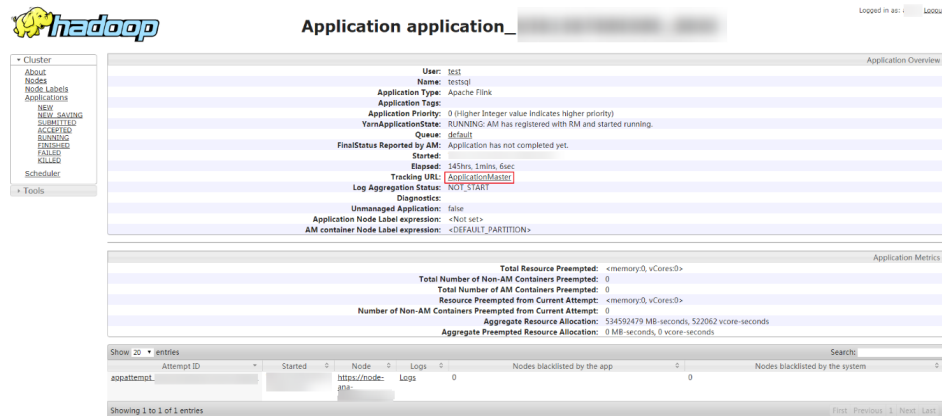 Logged in as:
hadoop
Application application_
Cluster
About
Nodes
Node Labels
Applications
NEW
NEW_SAVING
SUBMITTED
ACCEPTED
RUNNING
FINISHED
FAILED
KILLED
Scheduler
Tools
Application Overview
User: test
Name: testsql
Application Type: Apache Flink
Application Tags:
Application Priority: 0 (Higher Integer value indicates higher priority)
YarnApplicationState: RUNNING: AM has registered with RM and started running.
Queue: default
FinalStatus Reported by AM: Application has not completed yet.
Started:
Elapsed: 145hrs, 1mins, 6sec
Tracking URL: ApplicationMaster
Log Aggregation Status: NOT_START
Diagnostics:
Unmanaged Application: false
Application Node Label expression: <Not set>
AM container Node Label expression: <DEFAULT_PARTITION>
Application Metrics
Total Resource Preempted: <memory:0, vCores:0>
Total Number of Non-AM Containers Preempted: 0
Total Number of AM Containers Preempted: 0
Resource Preempted from Current Attempt: <memory:0, vCores:0>
Number of Non-AM Containers Preempted from Current Attempt: 0
Aggregate Resource Allocation: 534592479 MB-seconds, 522062 vcore-seconds
Aggregate Preempted Resource Allocation: 0 MB-seconds, 0 vcore-seconds
Show 20 entries Search:
Attempt ID Started Node Logs Nodes blacklisted by the app Nodes blacklisted by the system
appattempt_ https://node- Logs 0 0
ana-
Showing 1 to 1 of 1 entries First Previous 1 Next Last